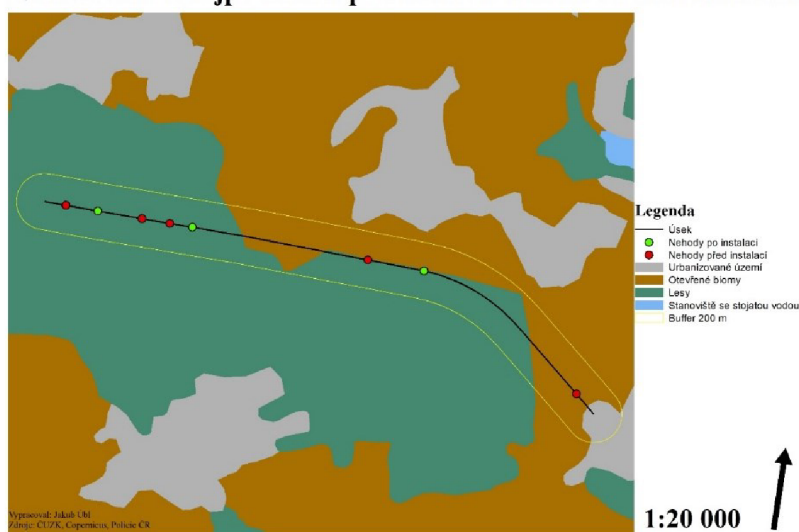 Legenda
Úsek
Nehody po instalaci
Nehody před instalací
Urbanizované území
Otevřené biomy
Lesy
Stanoviště se stojatou vodou
Buffer 200 m
Vypracoval: Jakub Obl
Zdroje: ČÚZK, Copernicus, Policie ČR
1:20 000